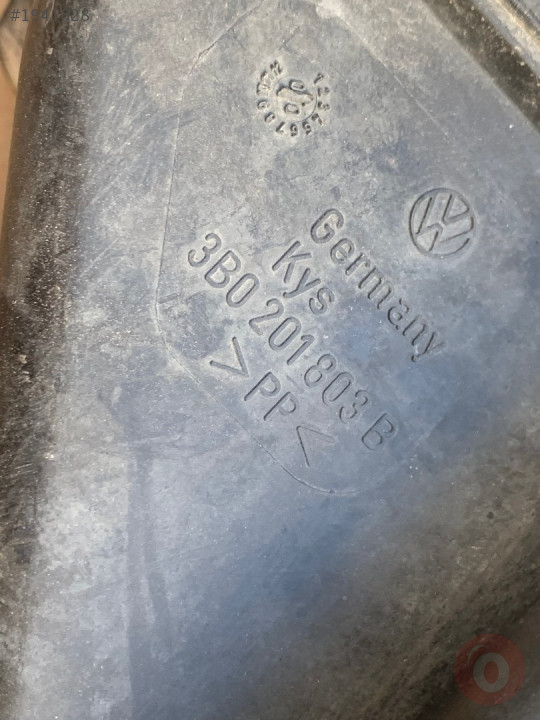 Germany
Kys
3B0 201 803 B
>PP<